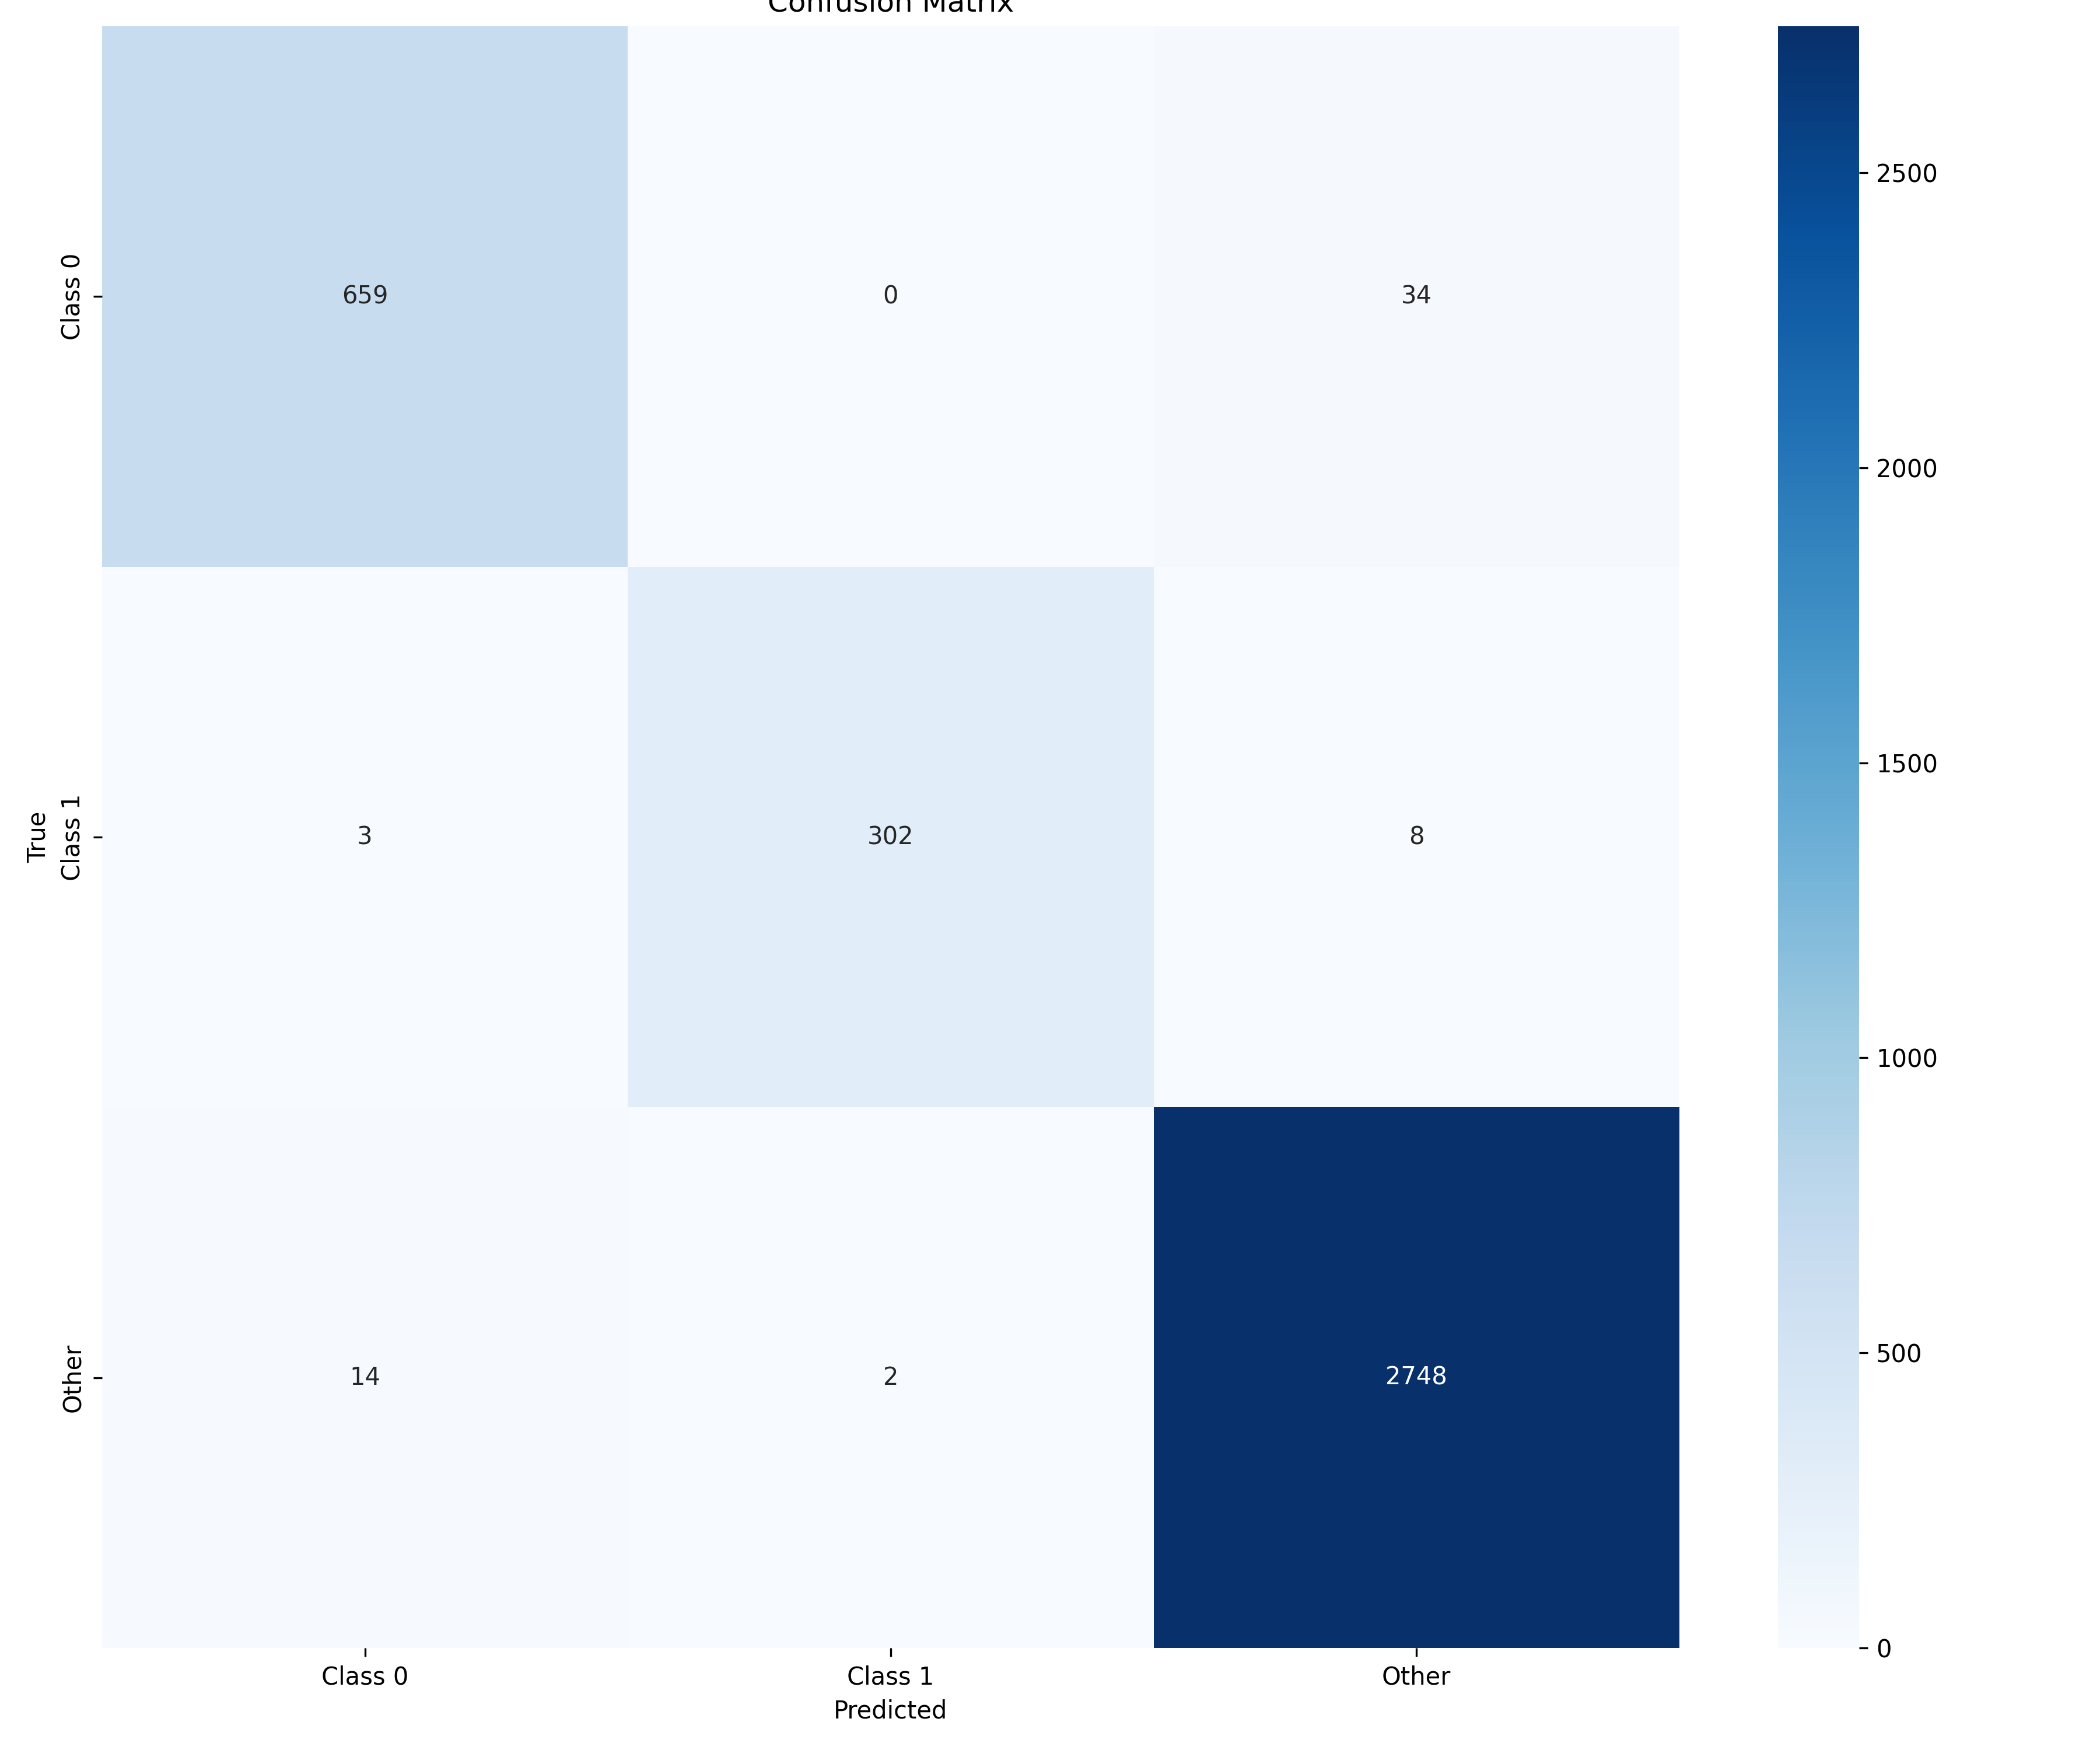 Confusion Matrix
Class 0
659
0
34
True
Class 1
3
302
8
Other
14
2
2748
Class 0
Class 1
Other
Predicted
2500
2000
1500
1000
500
0